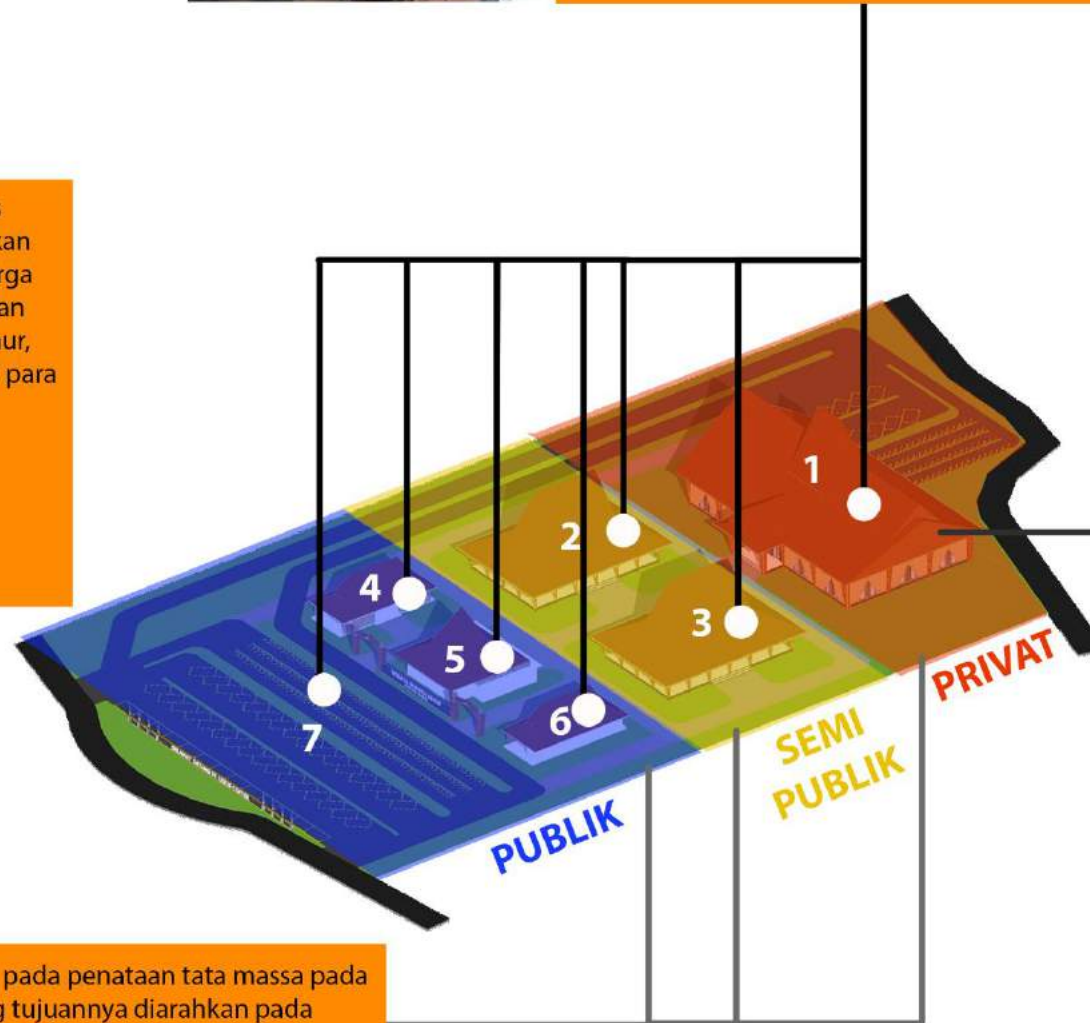 kan
rga
an
ur,
para
1
2
3
4
5
6
7
PRIVAT
SEMI
PUBLIK
PUBLIK
pada penataan tata massa pada
g tujuannya diarahkan pada